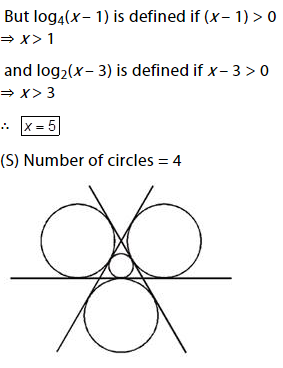 But log₄(x – 1) is defined if (x – 1) > 0
⇒ x > 1
and log₂(x – 3) is defined if x – 3 > 0
⇒ x > 3
∴ x = 5
(S) Number of circles = 4